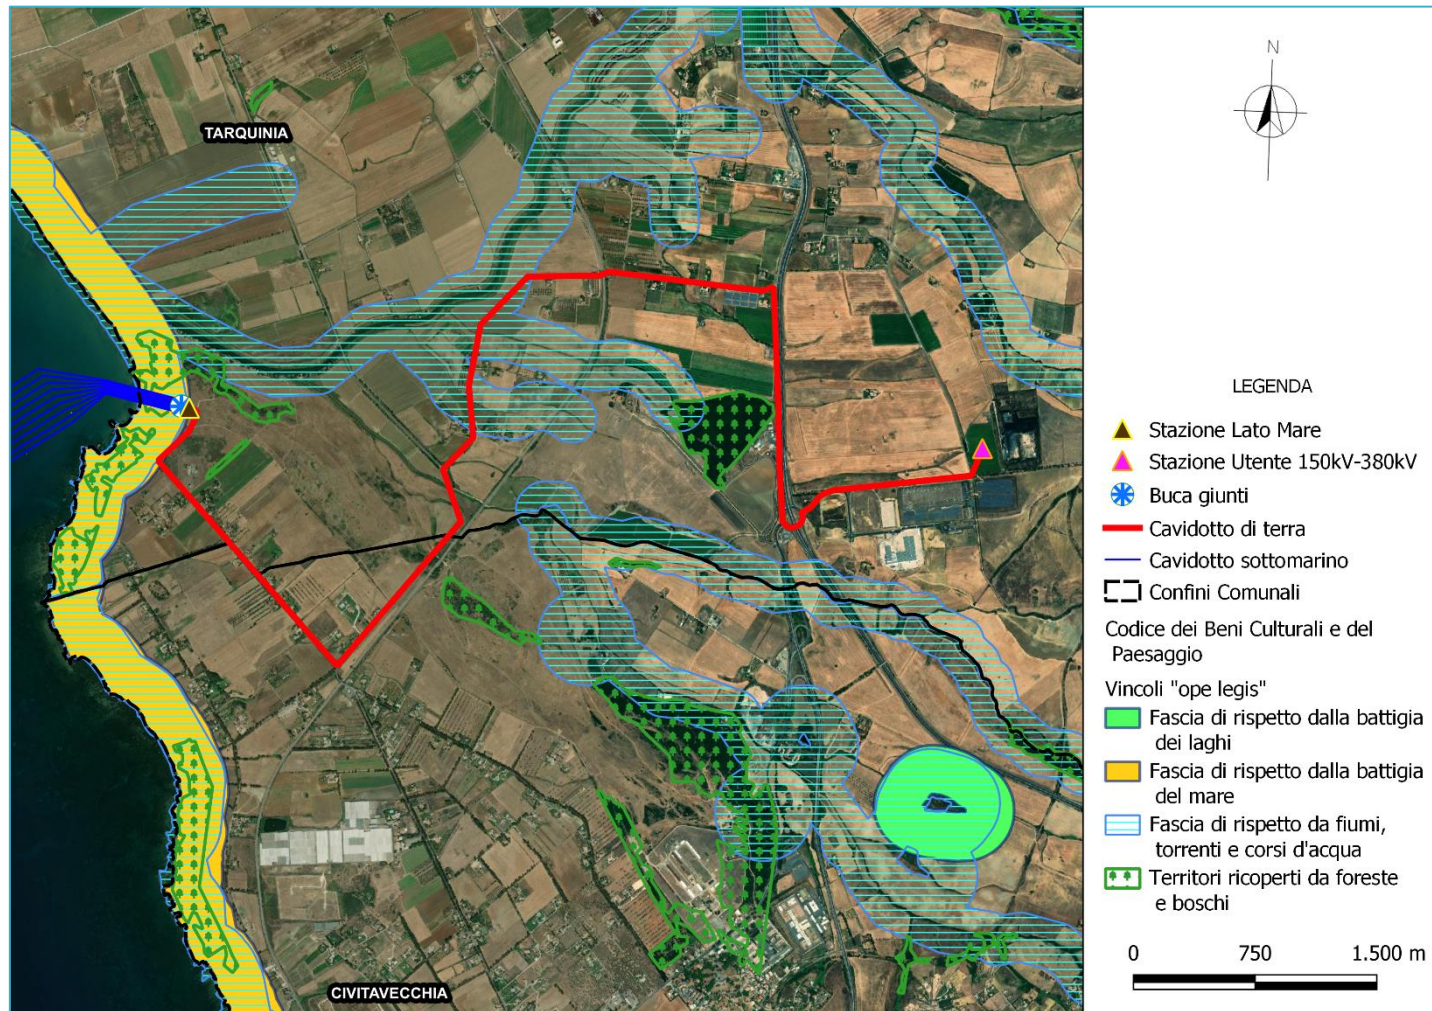 TARQUINIA
CIVITAVECCHIA
N
LEGENDA
Stazione Lato Mare
Stazione Utente 150kV-380kV
Buca giunti
Cavidotto di terra
Cavidotto sottomarino
Confini Comunali
Codice dei Beni Culturali e del
Paesaggio
Vincoli "ope legis"
Fascia di rispetto dalla battigia
dei laghi
Fascia di rispetto dalla battigia
del mare
Fascia di rispetto da fiumi,
torrenti e corsi d'acqua
Territori ricoperti da foreste
e boschi
0 750 1.500 m